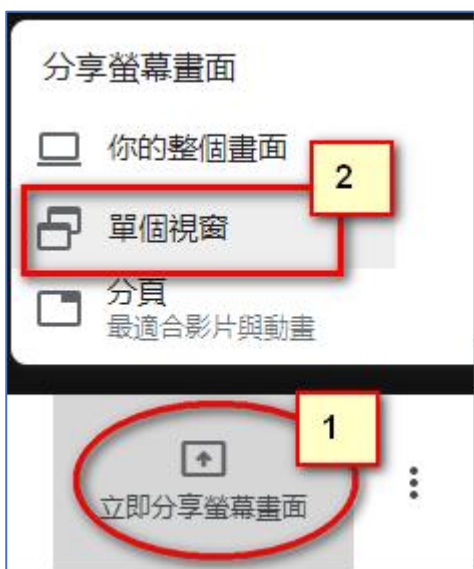 分享螢幕畫面
你的整個畫面
2
單個視窗
分頁
最適合影片與動畫
1
立即分享螢幕畫面